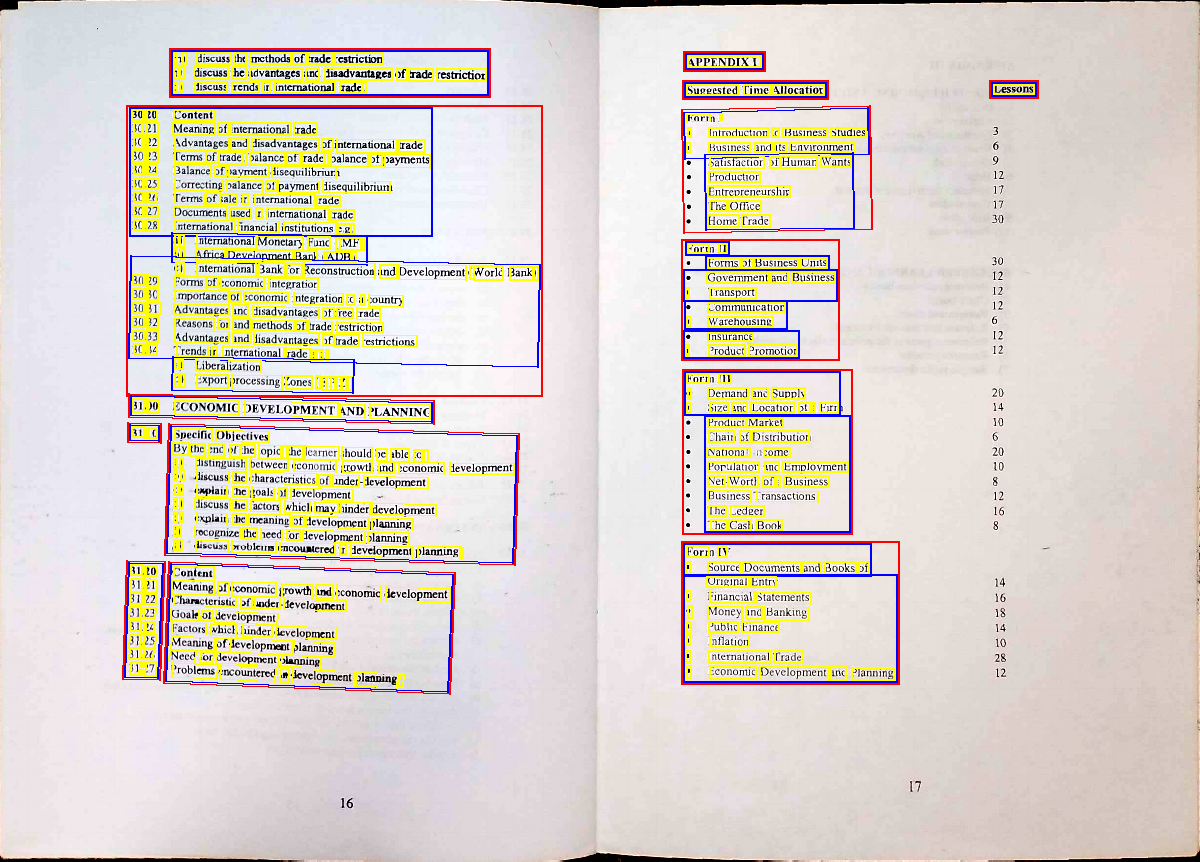 discuss the methods of trade restriction
discuss the advantages and disadvantages of trade restriction
discuss trends in international trade.
30.20 Content
30.21 Meaning of international trade
30.22 Advantages and disadvantages of international trade
30.23 Terms of trade, balance of trade, balance of payments
30.24 Balance of payment disequilibrium
30.25 Correcting balance of payment disequilibrium
30.26 Terms of sale in international trade
30.27 Documents used in international trade
30.28 International financial institutions e.g.
International Monetary Fund (IMF)
Africa Development Bank (ADB)
International Bank for Reconstruction and Development (World Bank)
30.29 Forms of economic integration
30.30 Importance of economic integration to a country
30.31 Advantages and disadvantages of free trade
30.32 Reasons for and methods of trade restriction
30.33 Advantages and disadvantages of trade restrictions
30.34 Trends in international trade
Liberalization
Export processing Zones
31.00 ECONOMIC DEVELOPMENT AND PLANNING
31.10 Specific Objectives
By the end of the topic, the learner should be able to:
distinguish between economic growth and economic development
discuss the characteristics of under-development
explain the goals of development
discuss the factors which may hinder development
explain the meaning of development planning
recognize the need for development planning
discuss problems encountered in development planning
31.20 Content
31.21 Meaning of economic growth and economic development
31.22 Characteristic of under-development
31.23 Goals of development
31.24 Factors which hinder development
31.25 Meaning of development planning
31.26 Need for development planning
31.27 Problems encountered in development planning
16
APPENDIX I
Suggested Time Allocation Lessons
Form I
• Introduction to Business Studies 3
• Business and its Environment 6
• Satisfaction of Human Wants 9
• Production 12
• Entrepreneurship 17
• The Office 17
• Home Trade 30
Form II
• Forms of Business Units 30
• Government and Business 12
• Transport 12
• Communication 12
• Warehousing 6
• Insurance 12
• Product Promotion 12
Form III
• Demand and Supply 20
• Size and Location of a Firm 14
• Product Market 10
• Chain of Distribution 6
• National Income 20
• Population and Employment 10
• Net-Worth of a Business 8
• Business Transactions 12
• The Ledger 16
• The Cash Book 8
Form IV
• Source Documents and Books of
Original Entry 14
• Financial Statements 16
• Money and Banking 18
• Public Finance 14
• Inflation 10
• International Trade 28
• Economic Development and Planning 12
17